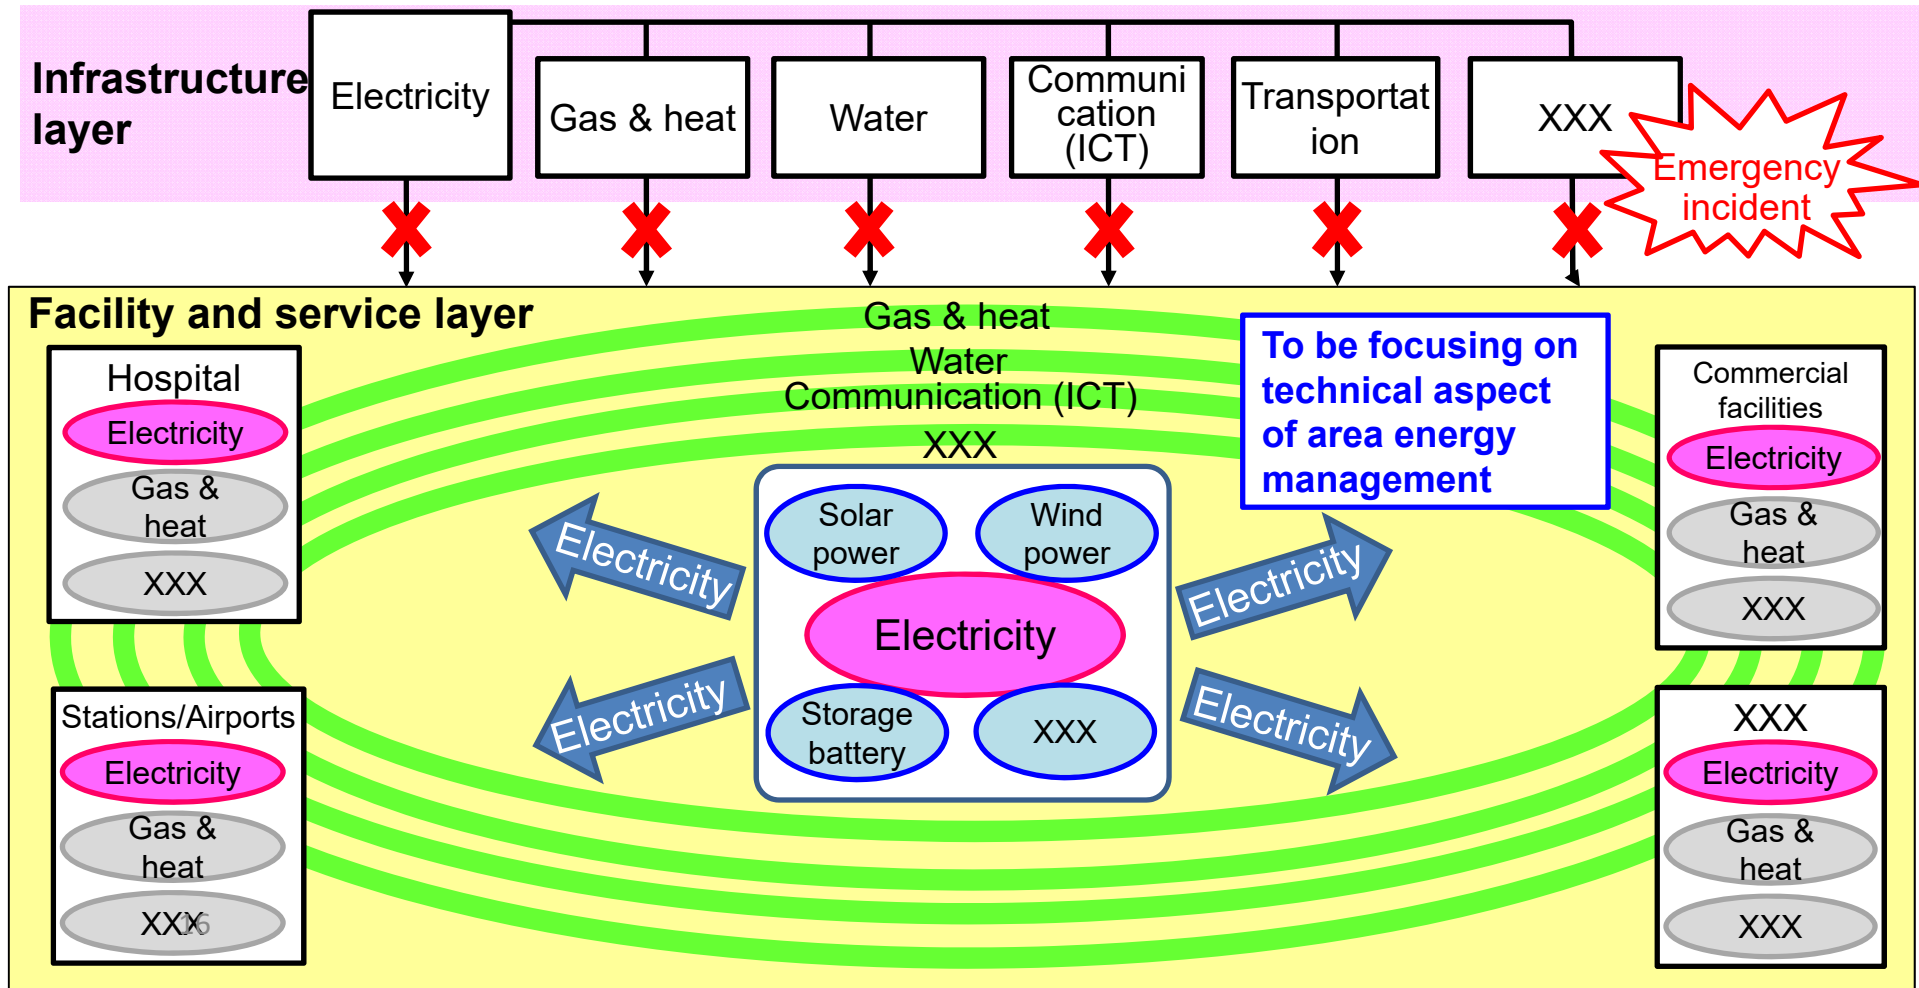 Infrastructure
layer
Electricity
Gas & heat
Water
Communi
cation
(ICT)
Transportat
ion
XXX
Emergency
incident
Facility and service layer
Gas & heat
Water
Communication (ICT)
XXX
To be focusing on
technical aspect
of area energy
management
Hospital
Electricity
Gas &
heat
XXX
Commercial
facilities
Electricity
Gas &
heat
XXX
Solar
power
Wind
power
Electricity
Storage
battery
XXX
Electricity
Electricity
Electricity
Electricity
Stations/Airports
Electricity
Gas &
heat
XXX
16
XXX
Electricity
Gas &
heat
XXX